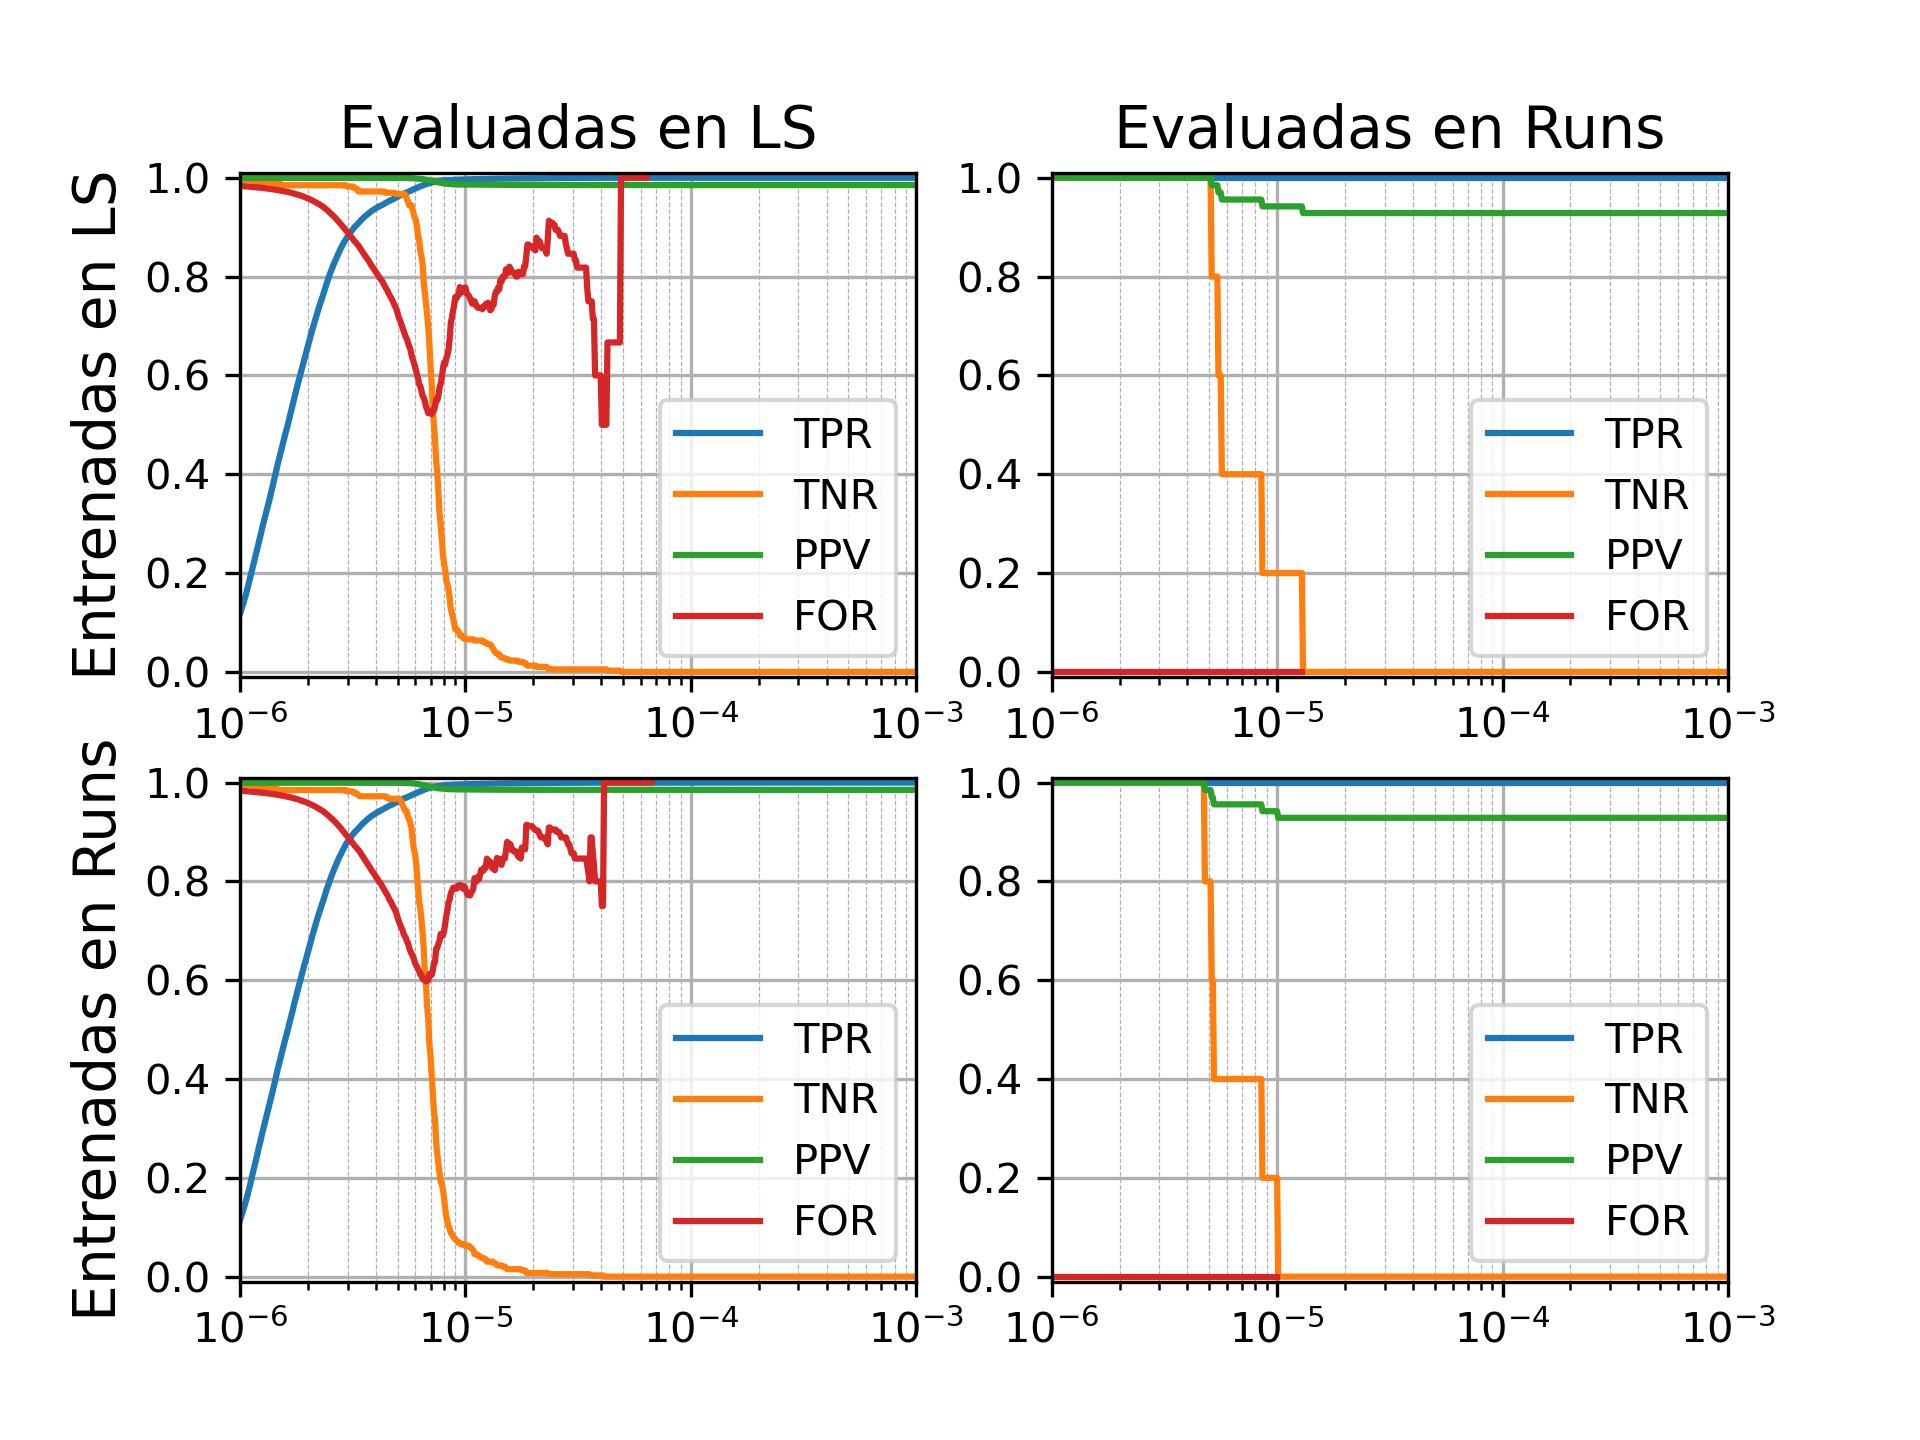 Evaluadas en LS
Evaluadas en Runs
Entrenadas en LS
1.0
0.8
0.6
0.4
0.2
0.0
TPR
TNR
PPV
FOR
10⁻⁶ 10⁻⁵ 10⁻⁴ 10⁻³
1.0
0.8
0.6
0.4
0.2
0.0
TPR
TNR
PPV
FOR
10⁻⁶ 10⁻⁵ 10⁻⁴ 10⁻³
Entrenadas en Runs
1.0
0.8
0.6
0.4
0.2
0.0
TPR
TNR
PPV
FOR
10⁻⁶ 10⁻⁵ 10⁻⁴ 10⁻³
1.0
0.8
0.6
0.4
0.2
0.0
TPR
TNR
PPV
FOR
10⁻⁶ 10⁻⁵ 10⁻⁴ 10⁻³